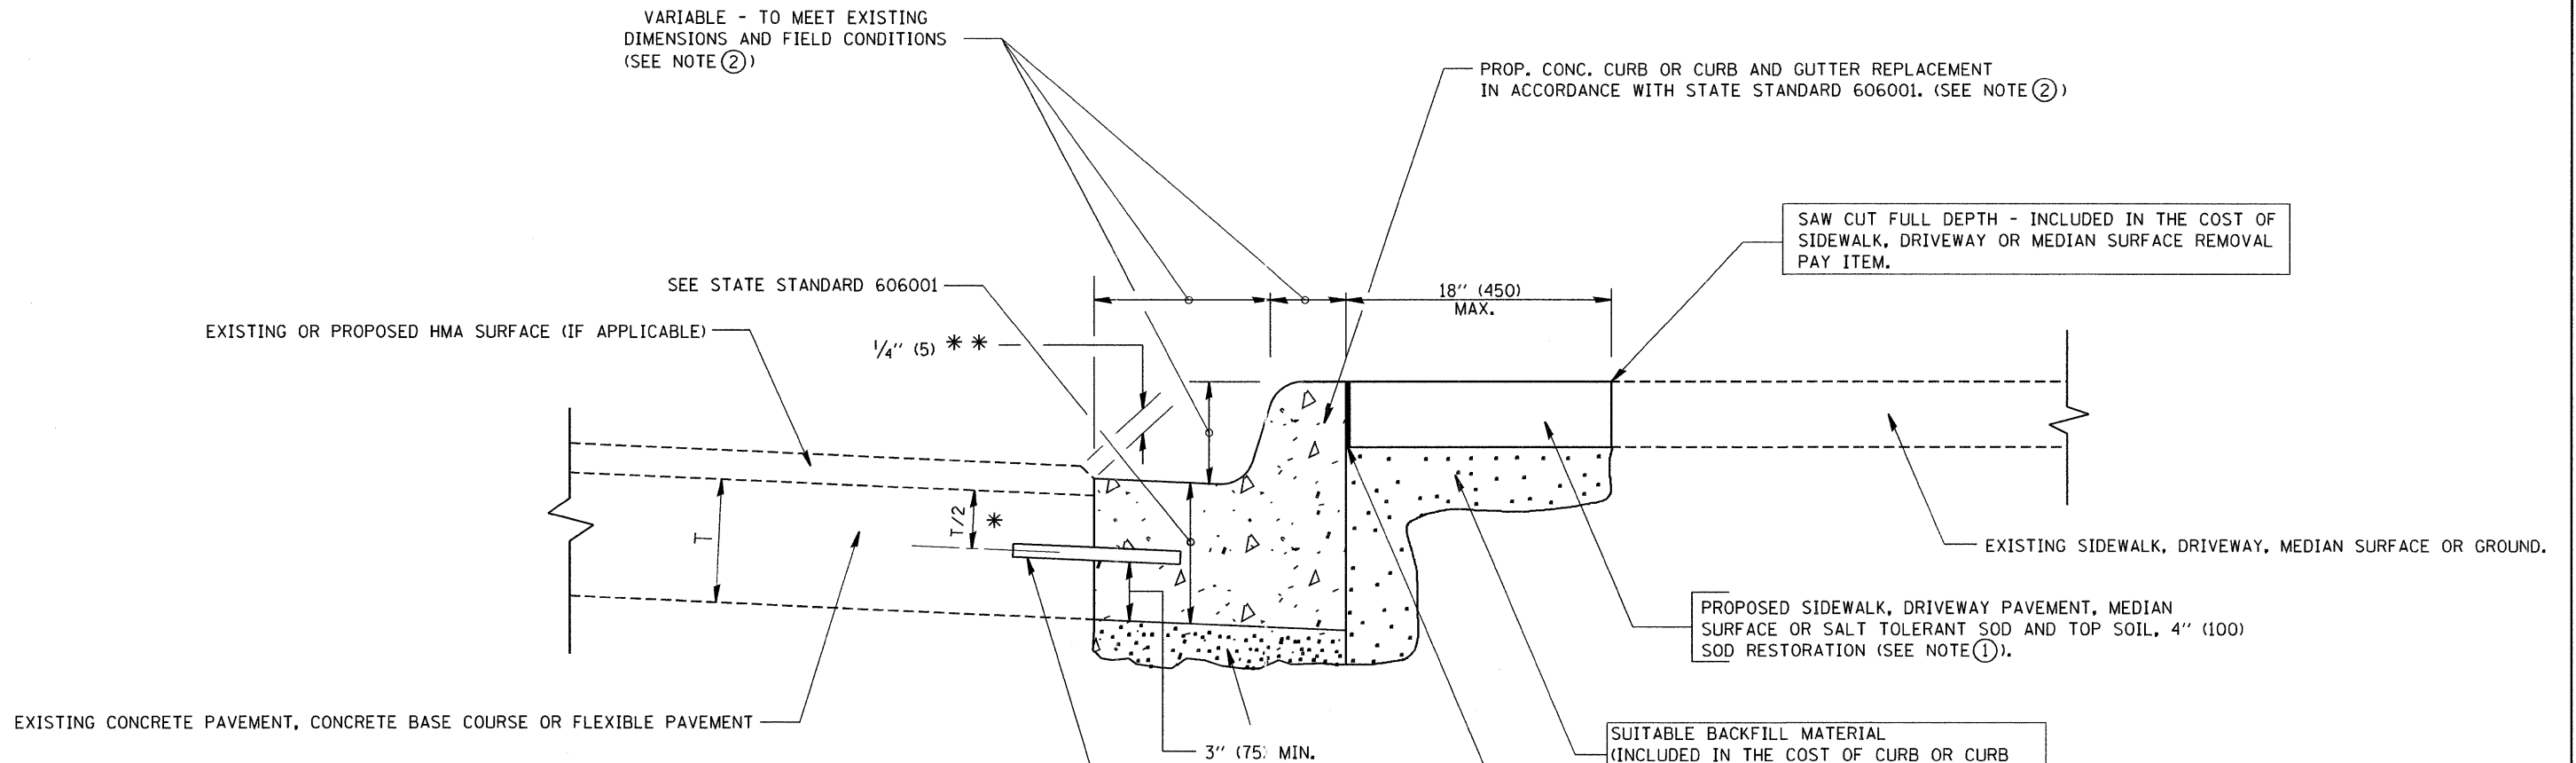 VARIABLE - TO MEET EXISTING
DIMENSIONS AND FIELD CONDITIONS
(SEE NOTE ②)
PROP. CONC. CURB OR CURB AND GUTTER REPLACEMENT
IN ACCORDANCE WITH STATE STANDARD 606001. (SEE NOTE ②)
SAW CUT FULL DEPTH - INCLUDED IN THE COST OF
SIDEWALK, DRIVEWAY OR MEDIAN SURFACE REMOVAL
PAY ITEM.
SEE STATE STANDARD 606001
18" (450)
MAX.
EXISTING OR PROPOSED HMA SURFACE (IF APPLICABLE)
1/4" (5) * *
T
T/2 *
EXISTING SIDEWALK, DRIVEWAY, MEDIAN SURFACE OR GROUND.
PROPOSED SIDEWALK, DRIVEWAY PAVEMENT, MEDIAN
SURFACE OR SALT TOLERANT SOD AND TOP SOIL, 4" (100)
SOD RESTORATION (SEE NOTE ①).
EXISTING CONCRETE PAVEMENT, CONCRETE BASE COURSE OR FLEXIBLE PAVEMENT
3" (75) MIN.
SUITABLE BACKFILL MATERIAL
(INCLUDED IN THE COST OF CURB OR CURB